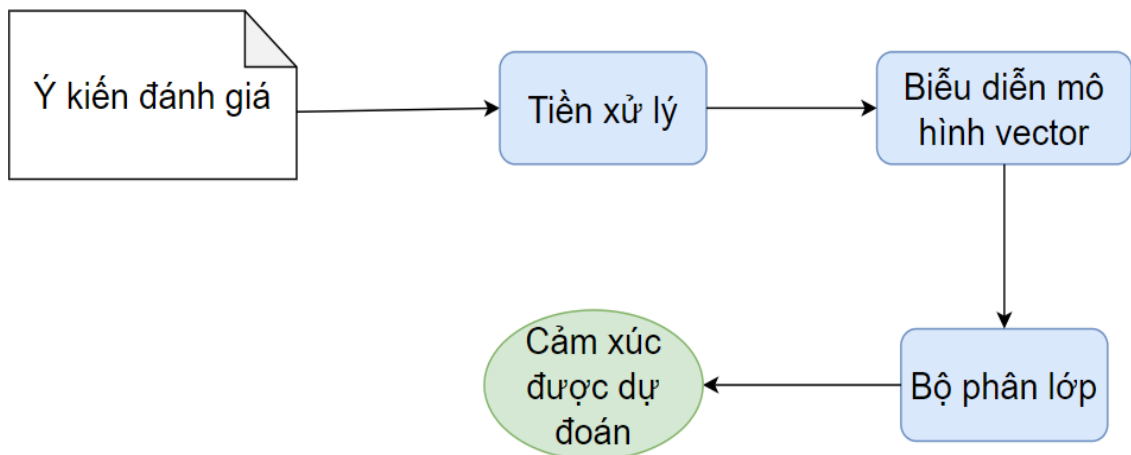 Ý kiến đánh giá
Tiền xử lý
Biễu diễn mô
hình vector
Bộ phân lớp
Cảm xúc
được dự
đoán